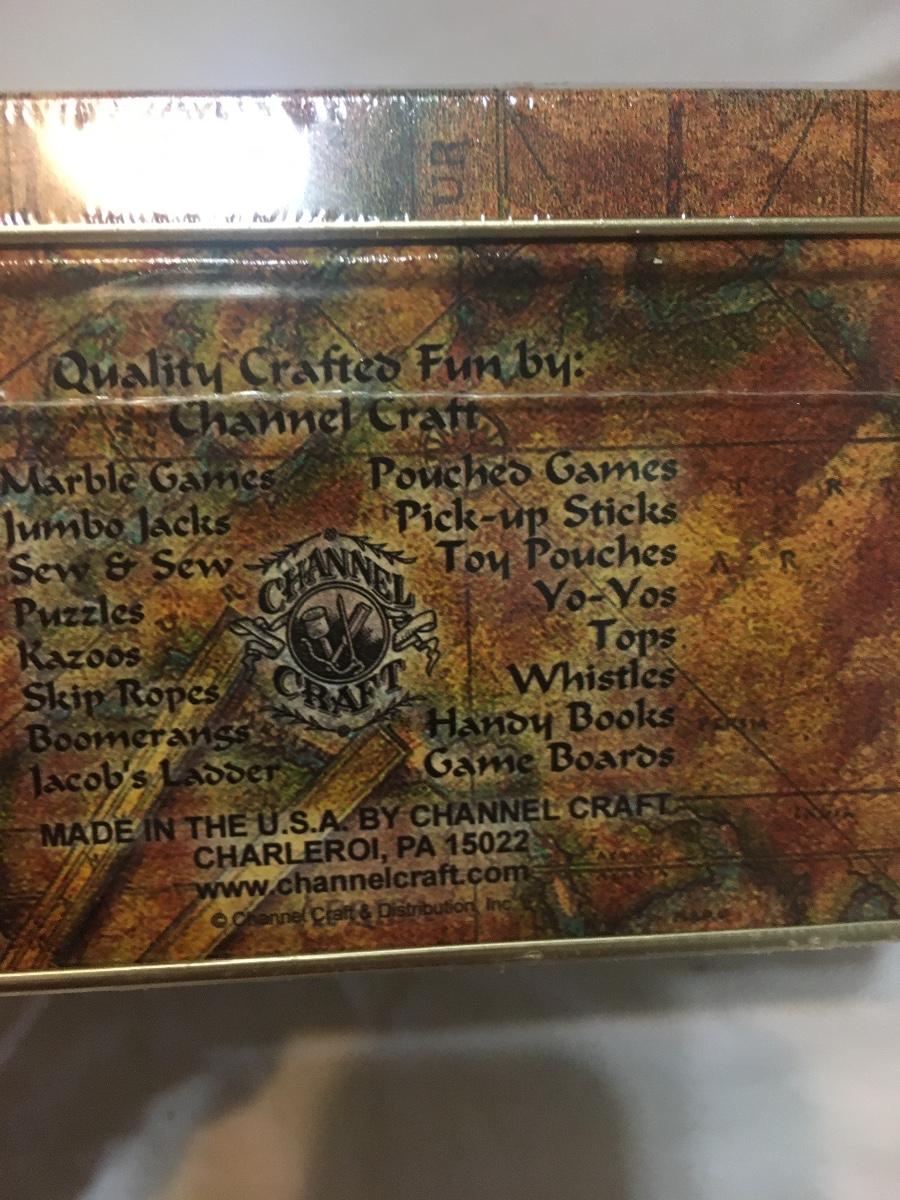 UR
Quality Crafted Fun by:
Channel Craft
Marble Games
Jumbo Jacks
Sew & Sew
Puzzles
Kazoos
Skip Ropes
Boomerangs
Jacob's Ladder
CHANNEL
CRAFT
Pouched Games
Pick-up Sticks
Toy Pouches
Yo-Yos
Tops
Whistles
Handy Books
Game Boards
MADE IN THE U.S.A. BY CHANNEL CRAFT
CHARLEROI, PA 15022
www.channelcraft.com
© Channel Craft & Distribution, Inc